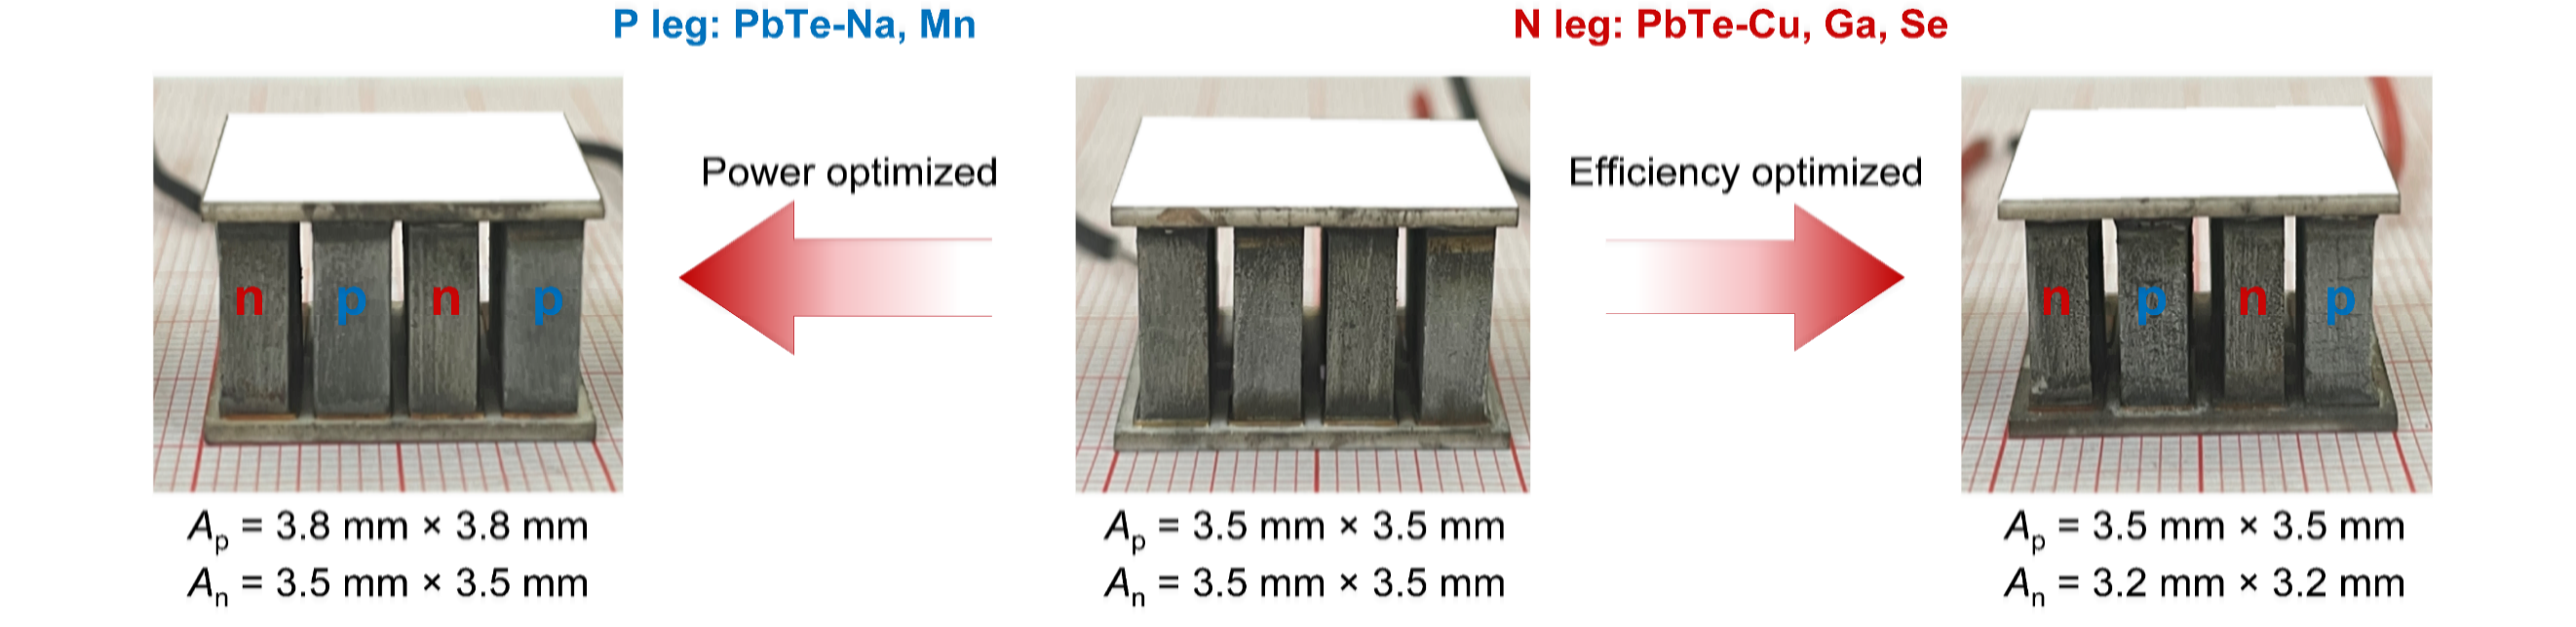 P leg: PbTe-Na, Mn
N leg: PbTe-Cu, Ga, Se
Power optimized
Efficiency optimized
n p n p
n p n p
Ap = 3.8 mm × 3.8 mm
An = 3.5 mm × 3.5 mm
Ap = 3.5 mm × 3.5 mm
An = 3.5 mm × 3.5 mm
Ap = 3.5 mm × 3.5 mm
An = 3.2 mm × 3.2 mm